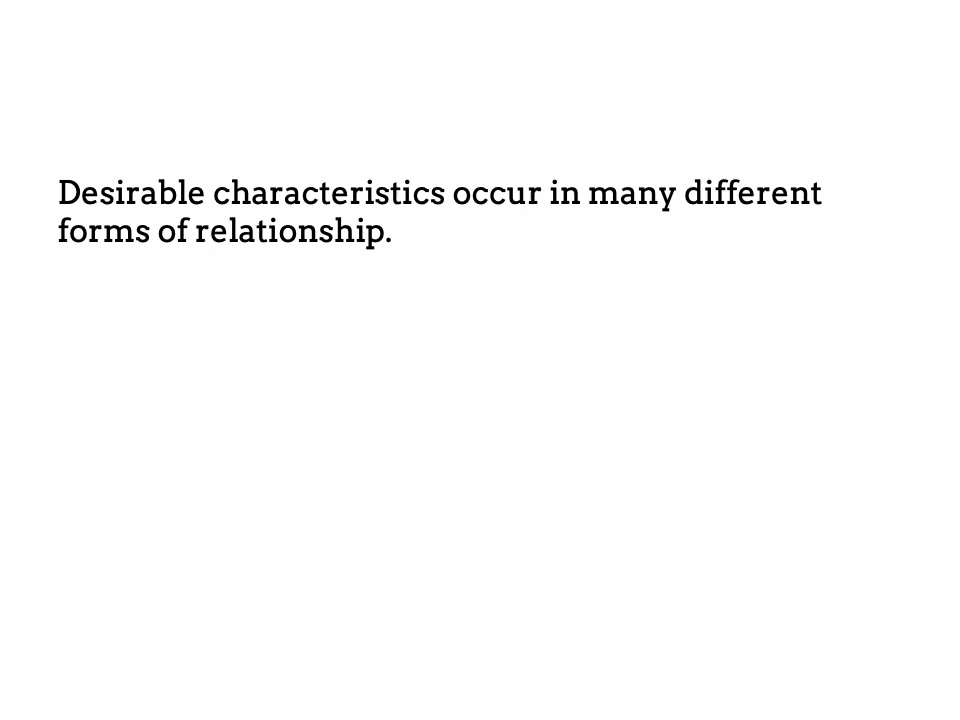 Desirable characteristics occur in many different
forms of relationship.